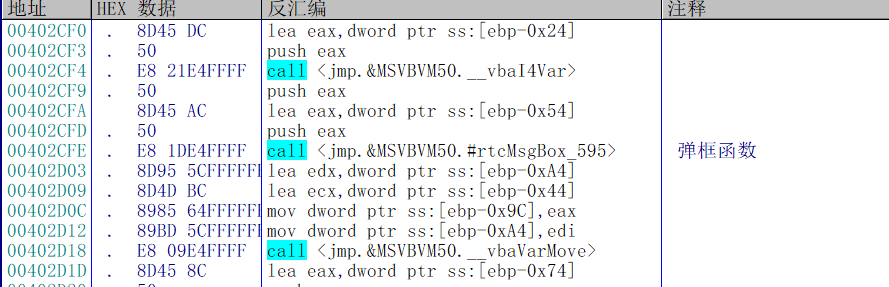 地址 HEX 数据 反汇编 注释
00402CF0 . 8D45 DC lea eax,dword ptr ss:[ebp-0x24]
00402CF3 . 50 push eax
00402CF4 . E8 21E4FFFF call <jmp.&MSVBVM50.__vbaI4Var>
00402CF9 . 50 push eax
00402CFA . 8D45 AC lea eax,dword ptr ss:[ebp-0x54]
00402CFD . 50 push eax
00402CFE . E8 1DE4FFFF call <jmp.&MSVBVM50.#rtcMsgBox_595> 弹框函数
00402D03 . 8D95 5CFFFFFF lea edx,dword ptr ss:[ebp-0xA4]
00402D09 . 8D4D BC lea ecx,dword ptr ss:[ebp-0x44]
00402D0C . 8985 64FFFFFF mov dword ptr ss:[ebp-0x9C],eax
00402D12 . 89BD 5CFFFFFF mov dword ptr ss:[ebp-0xA4],edi
00402D18 . E8 09E4FFFF call <jmp.&MSVBVM50.__vbaVarMove>
00402D1D . 8D45 8C lea eax,dword ptr ss:[ebp-0x74]